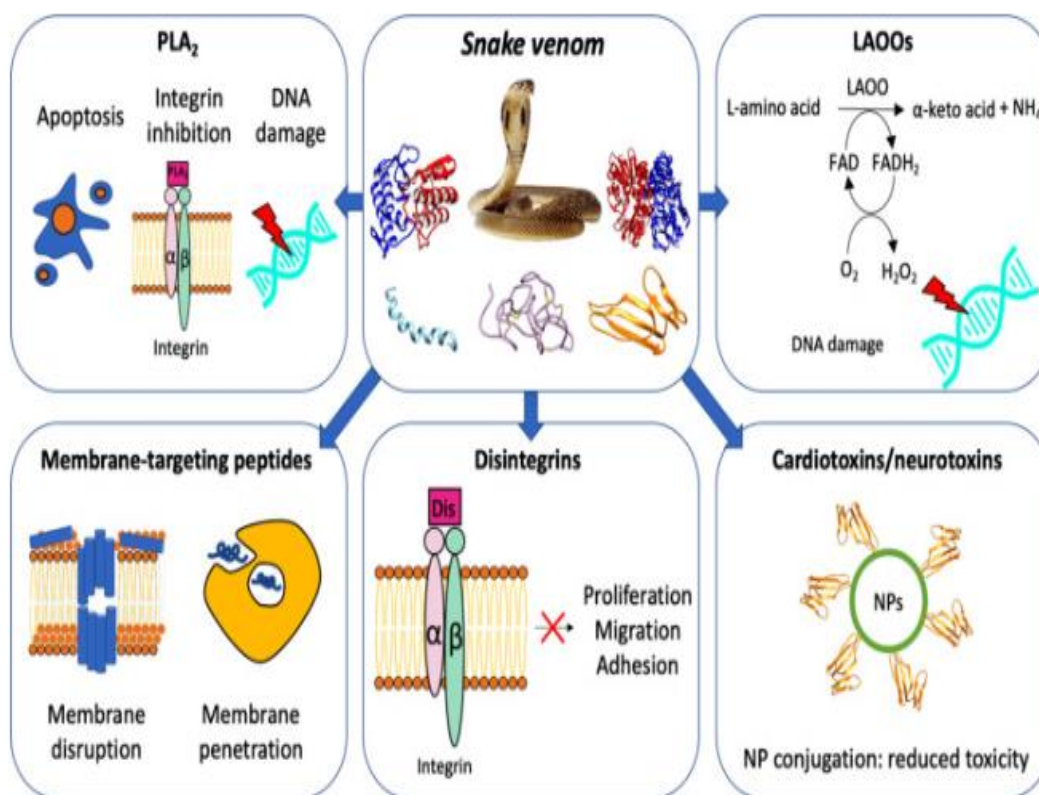 PLA₂
Apoptosis
Integrin
inhibition
DNA
damage
PLA₂
α β
Integrin
Snake venom
LAOOs
LAOO
L-amino acid
α-keto acid + NH₄
FAD FADH₂
O₂ H₂O₂
DNA damage
Membrane-targeting peptides
Membrane
disruption
Membrane
penetration
Disintegrins
Dis
α β
Proliferation
Migration
Adhesion
Integrin
Cardiotoxins/neurotoxins
NPs
NP conjugation: reduced toxicity